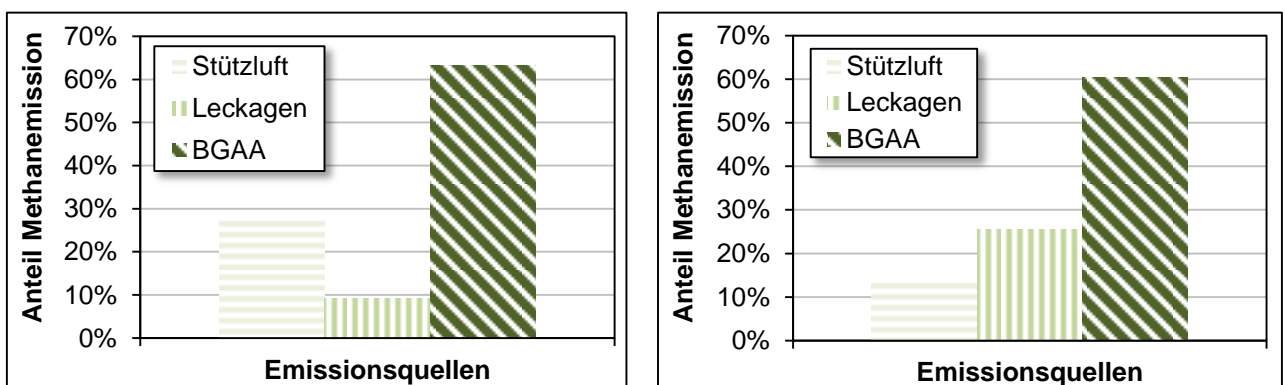 Anteil Methanemission
70%
60%
50%
40%
30%
20%
10%
0%
Stützluft
Leckagen
BGAA
Emissionsquellen
Anteil Methanemission
70%
60%
50%
40%
30%
20%
10%
0%
Stützluft
Leckagen
BGAA
Emissionsquellen